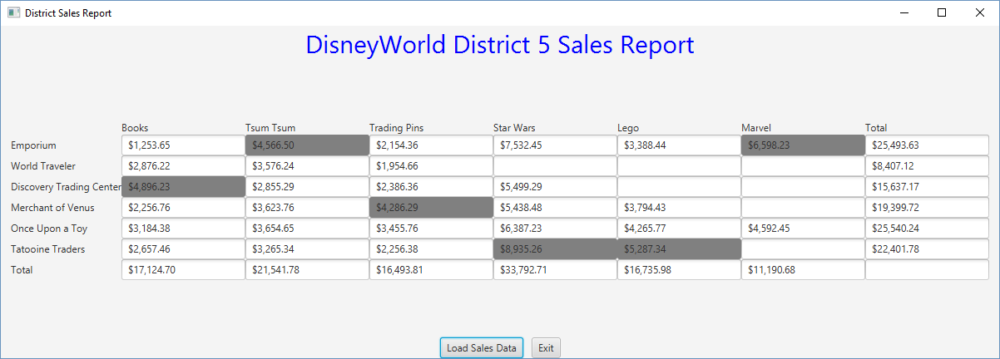 District Sales Report
DisneyWorld District 5 Sales Report
Books Tsum Tsum Trading Pins Star Wars Lego Marvel Total
Emporium $1,253.65 $4,566.50 $2,154.36 $7,532.45 $3,388.44 $6,598.23 $25,493.63
World Traveler $2,876.22 $3,576.24 $1,954.66 $8,407.12
Discovery Trading Center $4,896.23 $2,855.29 $2,386.36 $5,499.29 $15,637.17
Merchant of Venus $2,256.76 $3,623.76 $4,286.29 $5,438.48 $3,794.43 $19,399.72
Once Upon a Toy $3,184.38 $3,654.65 $3,455.76 $6,387.23 $4,265.77 $4,592.45 $25,540.24
Tatooine Traders $2,657.46 $3,265.34 $2,256.38 $8,935.26 $5,287.34 $22,401.78
Total $17,124.70 $21,541.78 $16,493.81 $33,792.71 $16,735.98 $11,190.68
Load Sales Data Exit